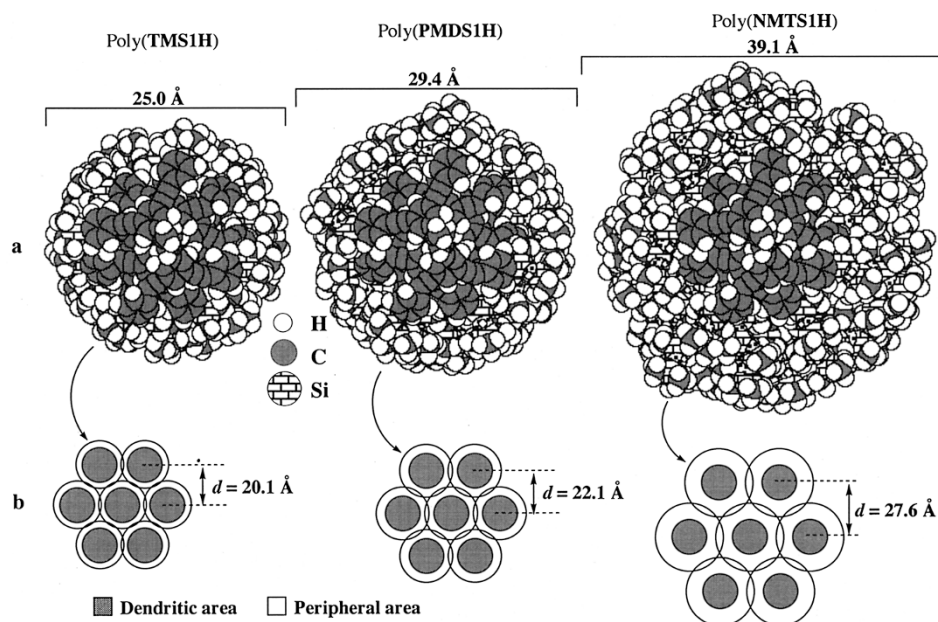 Poly(TMS1H)
Poly(PMDS1H)
Poly(NMTS1H)
25.0 Å
29.4 Å
39.1 Å
a
H
C
Si
b
d = 20.1 Å
d = 22.1 Å
d = 27.6 Å
Dendritic area
Peripheral area